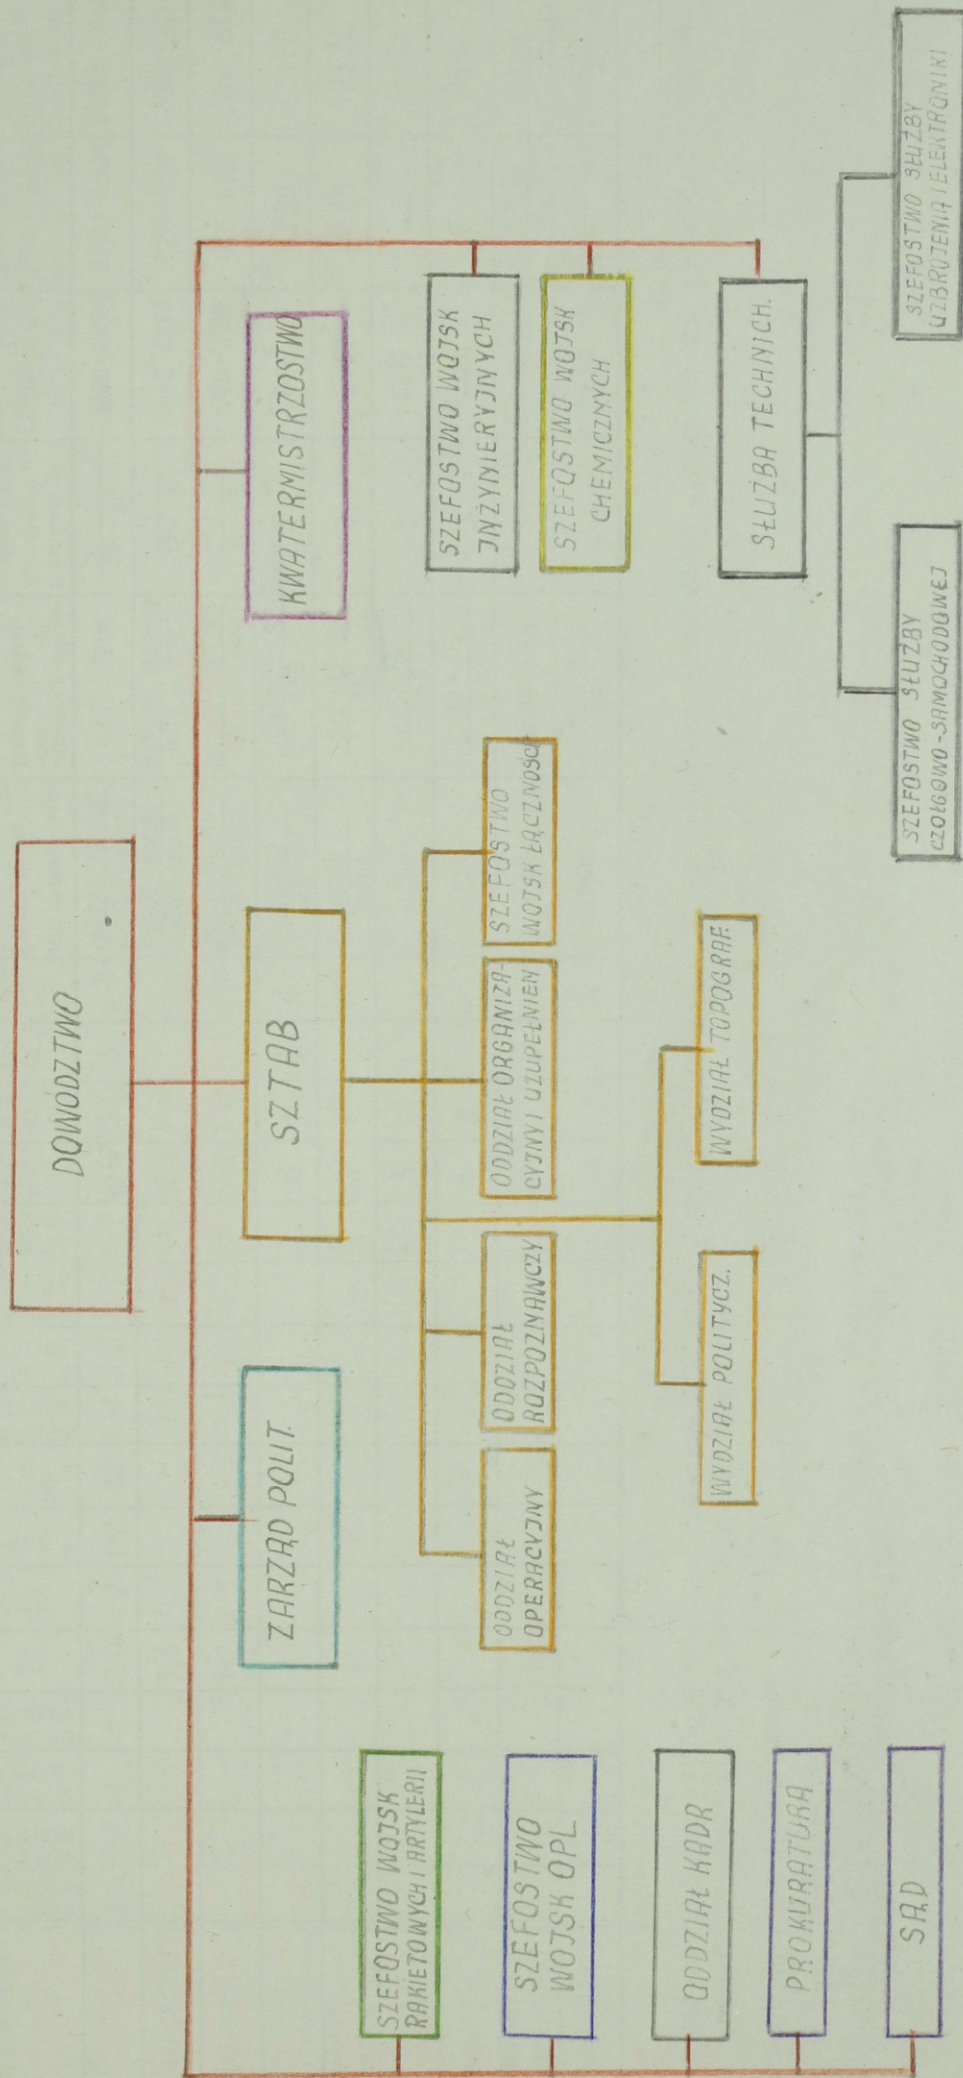 DOWÓDZTWO
ZARZĄD POLIT.
SZTAB
KWATERMISTRZOSTWO
SZEFOSTWO WOJSK
RAKIETOWYCH I ARTYLERII
SZEFOSTWO
WOJSK OPL
ODDZIAŁ KADR
PROKURATURA
SĄD
ODDZIAŁ
OPERACYJNY
ODDZIAŁ
ROZPOZNAWCZY
ODDZIAŁ ORGANIZA-
CYJNY I UZUPEŁNIEŃ
SZEFOSTWO
WOJSK ŁĄCZNOŚCI
WYDZIAŁ POLITYCZ.
WYDZIAŁ TOPOGRAF.
SZEFOSTWO WOJSK
INŻYNIERYJNYCH
SZEFOSTWO WOJSK
CHEMICZNYCH
SŁUŻBA TECHNICH.
SZEFOSTWO SŁUŻBY
CZOŁGOWO-SAMOCHODOWEJ
SZEFOSTWO SŁUŻBY
UZBROJENIA I ELEKTRONIKI